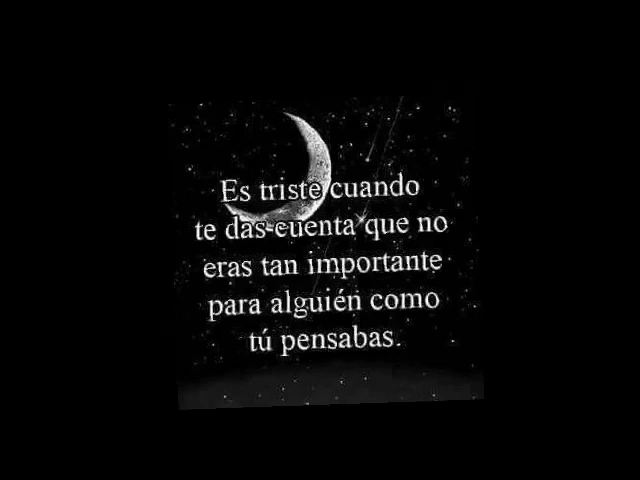 Es triste cuando
te das cuenta que no
eras tan importante
para alguién como
tú pensabas.